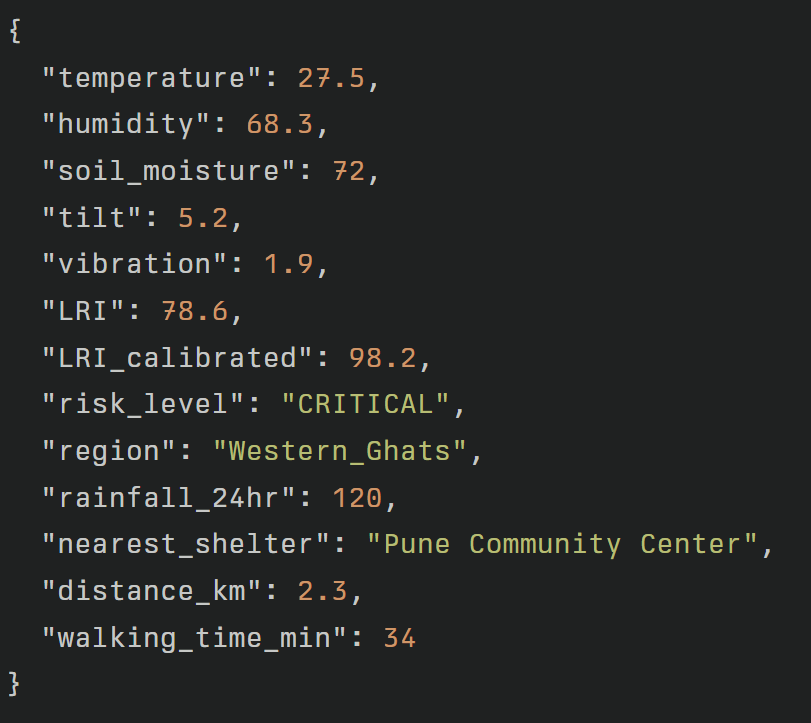 {
  "temperature": 27.5,
  "humidity": 68.3,
  "soil_moisture": 72,
  "tilt": 5.2,
  "vibration": 1.9,
  "LRI": 78.6,
  "LRI_calibrated": 98.2,
  "risk_level": "CRITICAL",
  "region": "Western_Ghats",
  "rainfall_24hr": 120,
  "nearest_shelter": "Pune Community Center",
  "distance_km": 2.3,
  "walking_time_min": 34
}